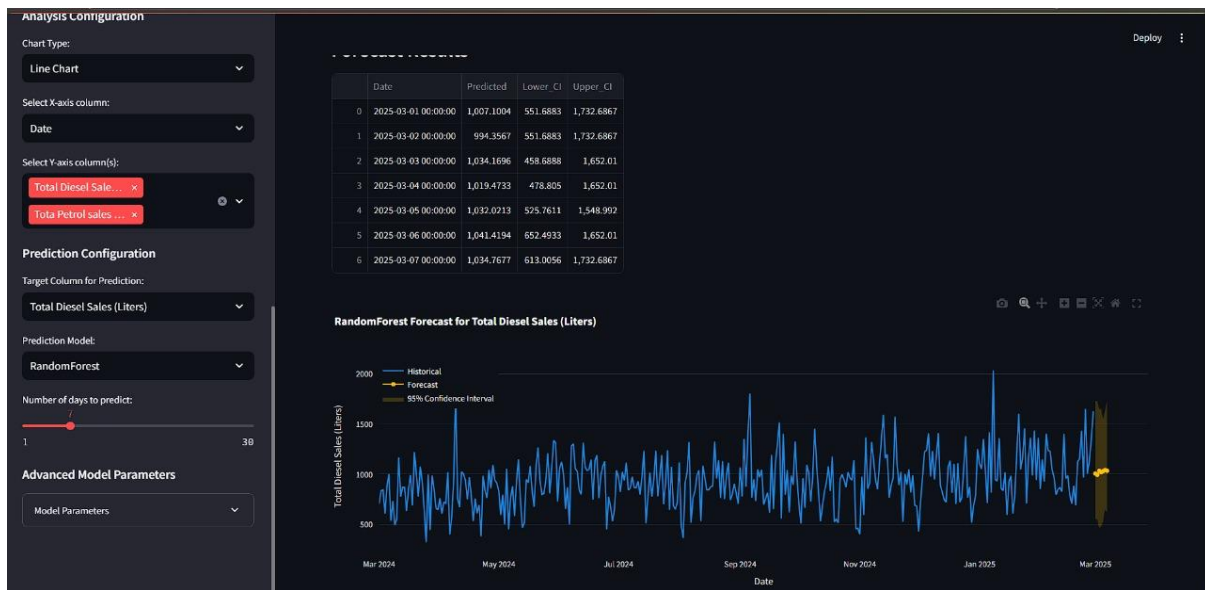 Analysis Configuration
Chart Type:
Line Chart
Select X-axis column:
Date
Select Y-axis column(s):
Total Diesel Sale... ×
Tota Petrol sales ... ×
Prediction Configuration
Target Column for Prediction:
Total Diesel Sales (Liters)
Prediction Model:
RandomForest
Number of days to predict:
7
1 30
Advanced Model Parameters
Model Parameters
Deploy
Forecast Results
Date Predicted Lower_CI Upper_CI
0 2025-03-01 00:00:00 1,007.1004 551.6883 1,732.6867
1 2025-03-02 00:00:00 994.3567 551.6883 1,732.6867
2 2025-03-03 00:00:00 1,034.1696 458.6888 1,652.01
3 2025-03-04 00:00:00 1,019.4733 478.805 1,652.01
4 2025-03-05 00:00:00 1,032.0213 525.7611 1,548.992
5 2025-03-06 00:00:00 1,041.4194 652.4933 1,652.01
6 2025-03-07 00:00:00 1,034.7677 613.0056 1,732.6867
RandomForest Forecast for Total Diesel Sales (Liters)
Historical
Forecast
95% Confidence Interval
Total Diesel Sales (Liters)
2000
1500
1000
500
Mar 2024 May 2024 Jul 2024 Sep 2024 Nov 2024 Jan 2025 Mar 2025
Date